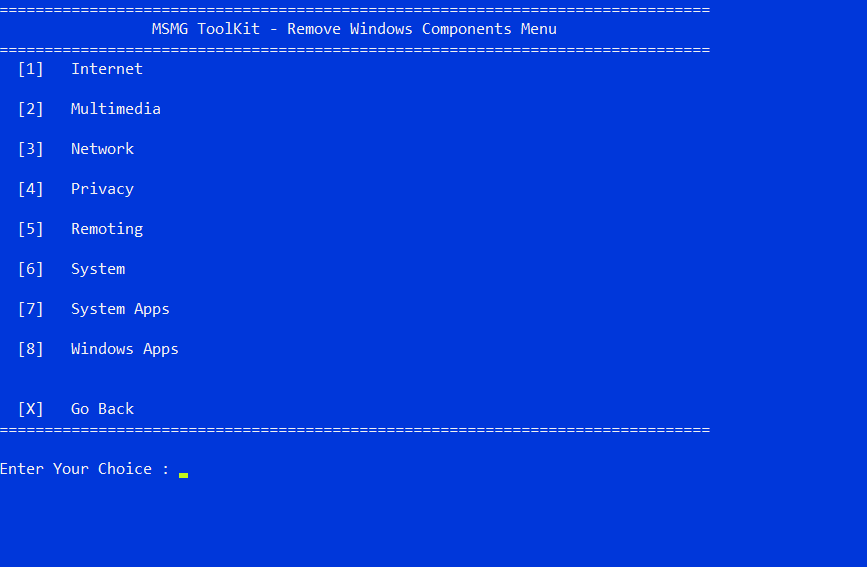 ===============================================================================
MSMG ToolKit - Remove Windows Components Menu
===============================================================================
[1]   Internet
[2]   Multimedia
[3]   Network
[4]   Privacy
[5]   Remoting
[6]   System
[7]   System Apps
[8]   Windows Apps
[X]   Go Back
===============================================================================
Enter Your Choice :